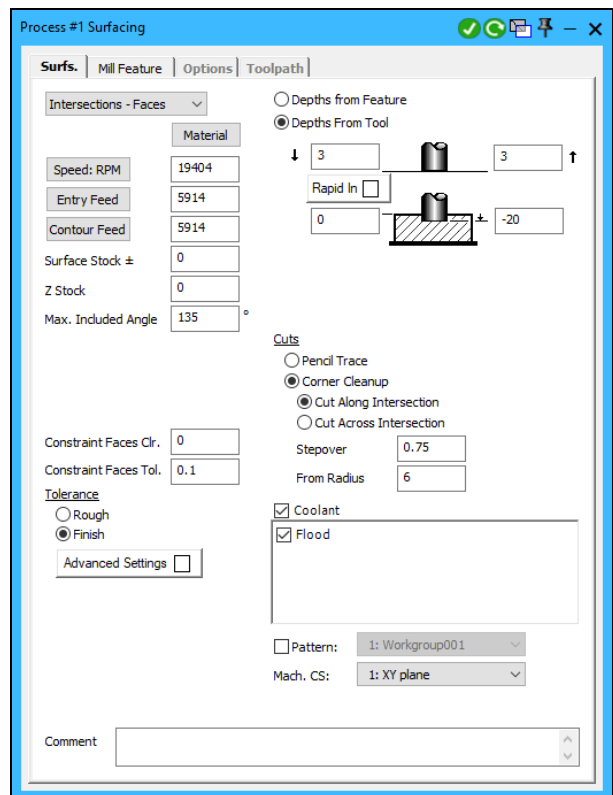 Process #1 Surfacing
Surfs. Mill Feature Options Toolpath
Intersections - Faces
Material
Speed: RPM 19404
Entry Feed 5914
Contour Feed 5914
Surface Stock ± 0
Z Stock 0
Max. Included Angle 135 °
Constraint Faces Clr. 0
Constraint Faces Tol. 0.1
Tolerance
Rough
Finish
Advanced Settings
Depths from Feature
Depths From Tool
3 3
Rapid In
0 -20
Cuts
Pencil Trace
Corner Cleanup
Cut Along Intersection
Cut Across Intersection
Stepover 0.75
From Radius 6
Coolant
Flood
Pattern: 1: Workgroup001
Mach. CS: 1: XY plane
Comment